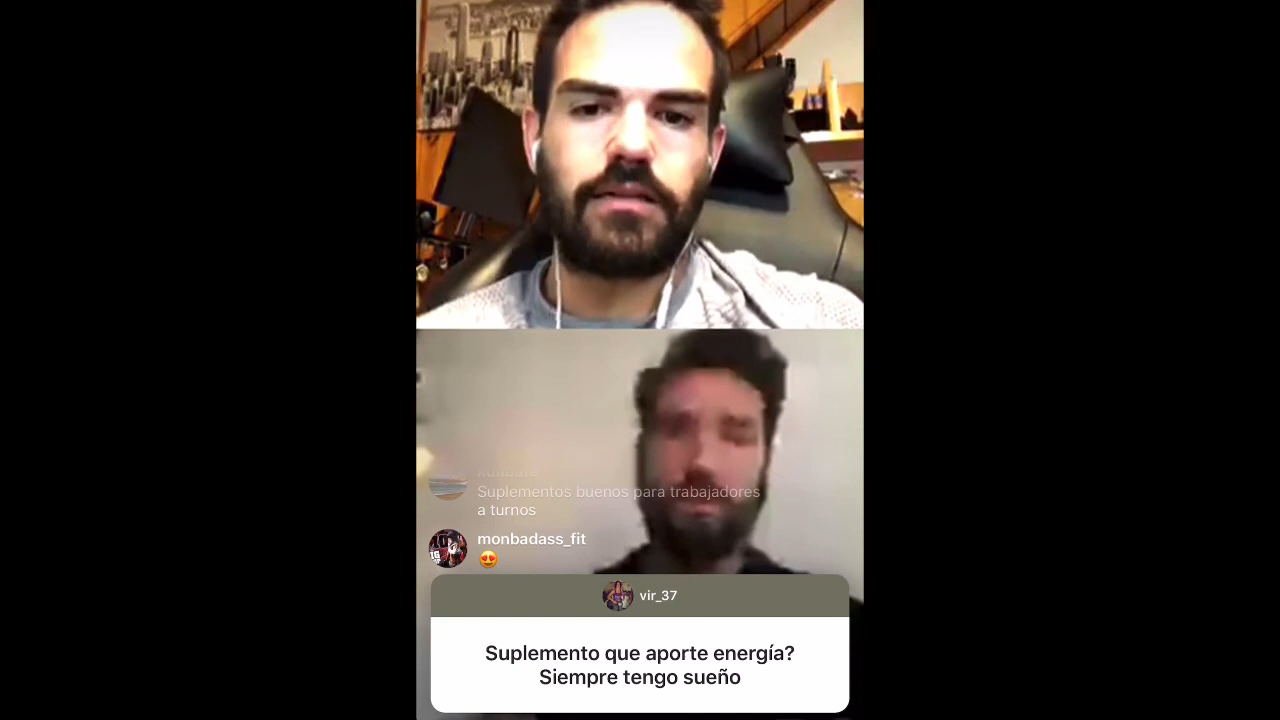 Suplementos buenos para trabajadores
a turnos
monbadass_fit
vir_37
Suplemento que aporte energía?
Siempre tengo sueño